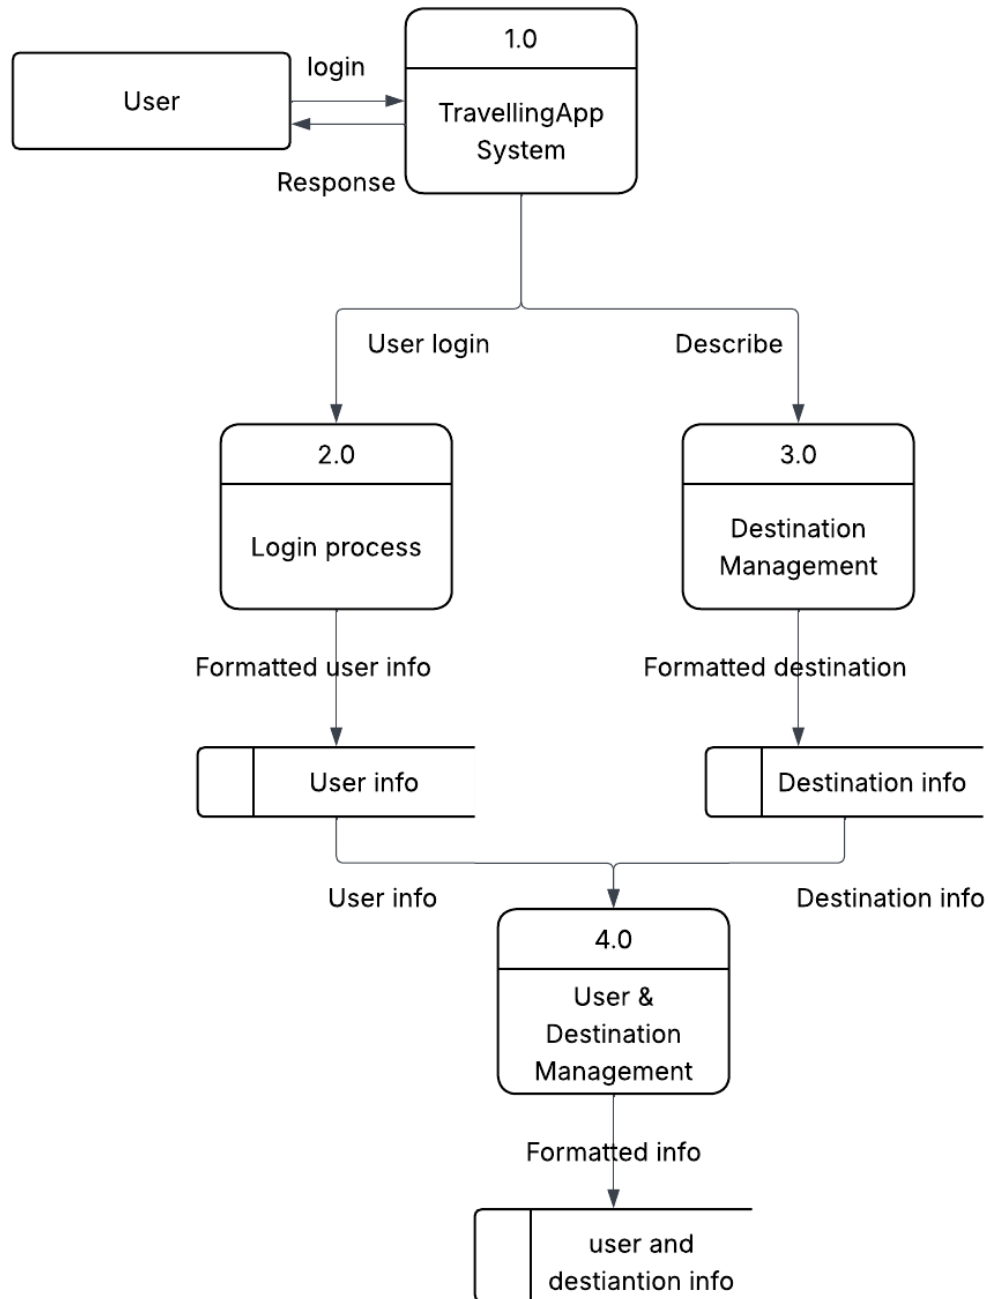 1.0
login
User
TravellingApp
System
Response
User login
Describe
2.0
3.0
Login process
Destination
Management
Formatted user info
Formatted destination
User info
Destination info
User info
Destination info
4.0
User &
Destination
Management
Formatted info
user and
destiantion info